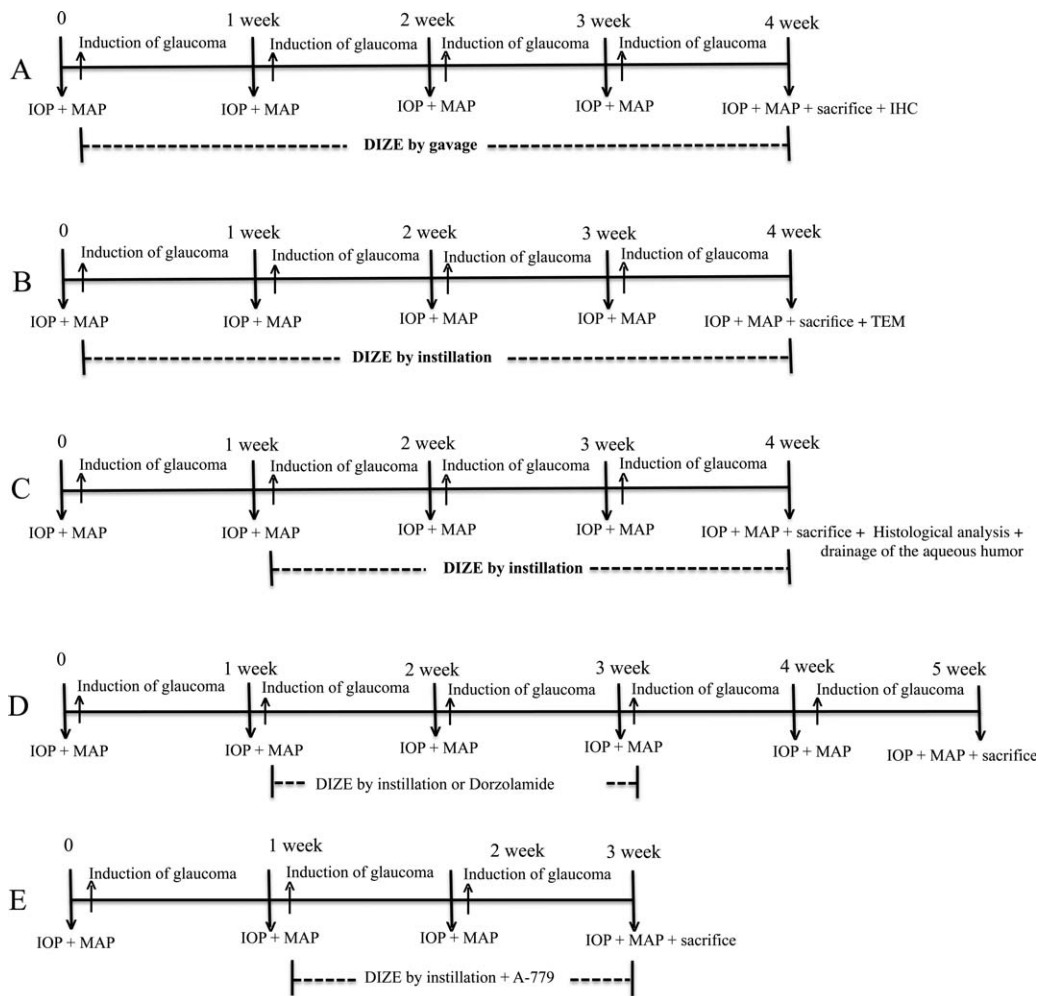 0 1 week 2 week 3 week 4 week
Induction of glaucoma Induction of glaucoma Induction of glaucoma Induction of glaucoma
A
IOP + MAP IOP + MAP IOP + MAP IOP + MAP IOP + MAP + sacrifice + IHC
DIZE by gavage
0 1 week 2 week 3 week 4 week
Induction of glaucoma Induction of glaucoma Induction of glaucoma Induction of glaucoma
B
IOP + MAP IOP + MAP IOP + MAP IOP + MAP IOP + MAP + sacrifice + TEM
DIZE by instillation
0 1 week 2 week 3 week 4 week
Induction of glaucoma Induction of glaucoma Induction of glaucoma Induction of glaucoma
C
IOP + MAP IOP + MAP IOP + MAP IOP + MAP IOP + MAP + sacrifice + Histological analysis +
drainage of the aqueous humor
DIZE by instillation
0 1 week 2 week 3 week 4 week 5 week
Induction of glaucoma Induction of glaucoma Induction of glaucoma Induction of glaucoma Induction of glaucoma
D
IOP + MAP IOP + MAP IOP + MAP IOP + MAP IOP + MAP IOP + MAP + sacrifice
DIZE by instillation or Dorzolamide
0 1 week 2 week 3 week
Induction of glaucoma Induction of glaucoma Induction of glaucoma
E
IOP + MAP IOP + MAP IOP + MAP IOP + MAP + sacrifice
DIZE by instillation + A-779